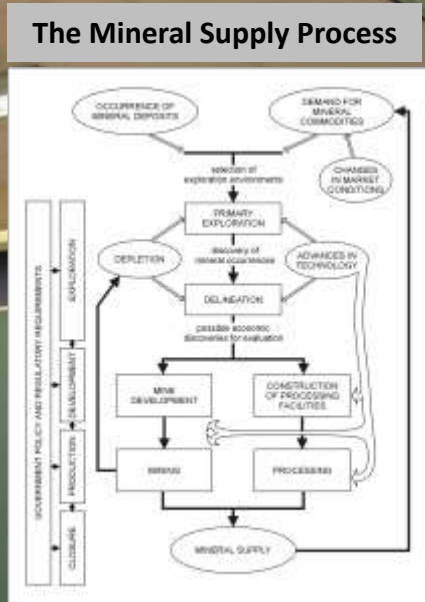 The Mineral Supply Process
OCCURRENCE OF
MINERAL DEPOSITS
DEMAND FOR
MINERAL
COMMODITIES
selection of
exploration environments
CHANGES
IN MARKET
CONDITIONS
PRIMARY
EXPLORATION
DEPLETION
discovery of
mineral occurrences
ADVANCES IN
TECHNOLOGY
DELINEATION
possible economic
discoveries for evaluation
MINE
DEVELOPMENT
CONSTRUCTION
OF PROCESSING
FACILITIES
MINING
PROCESSING
MINERAL SUPPLY
GOVERNMENT POLICY AND REGULATORY REQUIREMENTS
EXPLORATION
DEVELOPMENT
PRODUCTION
CLOSURE